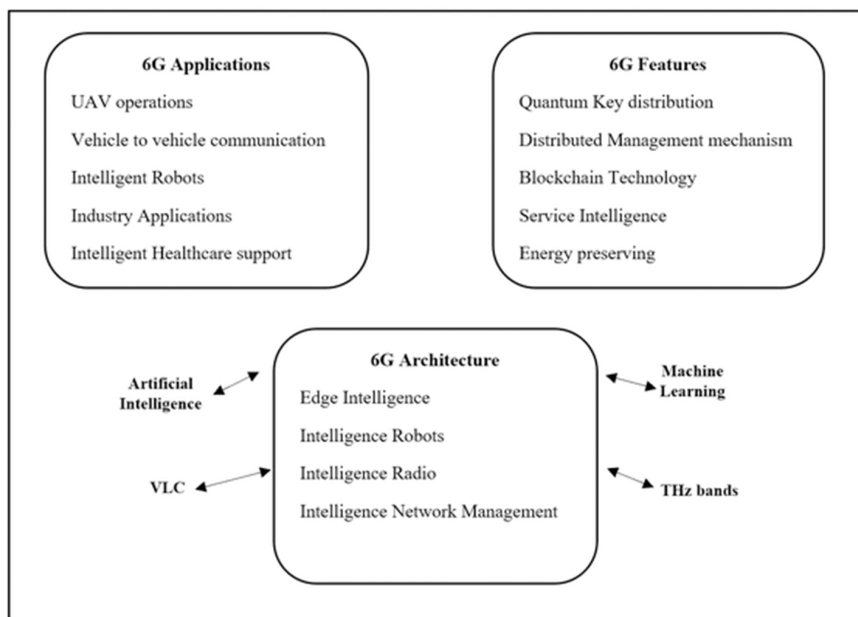 6G Applications
UAV operations
Vehicle to vehicle communication
Intelligent Robots
Industry Applications
Intelligent Healthcare support
6G Features
Quantum Key distribution
Distributed Management mechanism
Blockchain Technology
Service Intelligence
Energy preserving
Artificial
Intelligence
VLC
6G Architecture
Edge Intelligence
Intelligence Robots
Intelligence Radio
Intelligence Network Management
Machine
Learning
THz bands